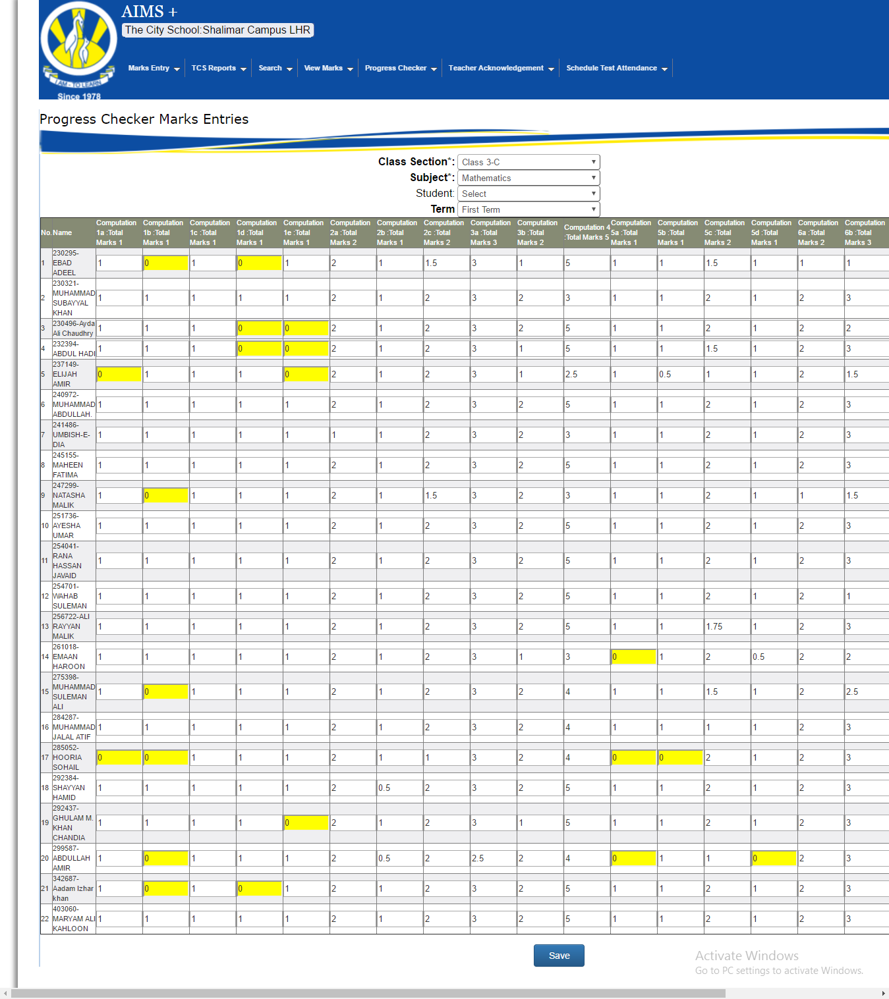 AIMS +
The City School:Shalimar Campus LHR
I AM - TO LEARN
Since 1978
Marks Entry TCS Reports Search View Marks Progress Checker Teacher Acknowledgement Schedule Test Attendance
Progress Checker Marks Entries
Class Section*: Class 3-C
Subject*: Mathematics
Student: Select
Term First Term
No. Name Computation 1a :Total Marks 1 Computation 1b :Total Marks 1 Computation 1c :Total Marks 1 Computation 1d :Total Marks 1 Computation 1e :Total Marks 1 Computation 2a :Total Marks 2 Computation 2b :Total Marks 1 Computation 2c :Total Marks 2 Computation 3a :Total Marks 3 Computation 3b :Total Marks 2 Computation 4 :Total Marks 5 Computation 5a :Total Marks 1 Computation 5b :Total Marks 1 Computation 5c :Total Marks 2 Computation 5d :Total Marks 1 Computation 6a :Total Marks 2 Computation 6b :Total Marks 3
1 230295-EBAD ADEEL 1 0 1 0 1 2 1 1.5 3 1 5 1 1 1.5 1 1 1
2 230321-MUHAMMAD SUBAYYAL KHAN 1 1 1 1 1 2 1 2 3 2 3 1 1 2 1 2 3
3 230496-Ayda Ali Chaudhry 1 1 1 0 0 2 1 2 3 2 5 1 1 2 1 2 2
4 232394-ABDUL HADI 1 1 1 0 0 2 1 2 3 1 5 1 1 1.5 1 2 3
5 237149-ELIJAH AMIR 0 1 1 1 0 2 1 2 3 1 2.5 1 0.5 1 1 2 1.5
6 240972-MUHAMMAD ABDULLAH. 1 1 1 1 1 2 1 2 3 2 5 1 1 2 1 2 3
7 241486-UMBISH-E-DIA 1 1 1 1 1 1 1 2 3 2 3 1 1 2 1 2 3
8 245155-MAHEEN FATIMA 1 1 1 1 1 2 1 2 3 2 5 1 1 2 1 2 3
9 247299-NATASHA MALIK 1 0 1 1 1 2 1 1.5 3 2 3 1 1 2 1 1 1.5
10 251736-AYESHA UMAR 1 1 1 1 1 2 1 2 3 2 5 1 1 2 1 2 3
11 254041-RANA HASSAN JAVAID 1 1 1 1 1 2 1 2 3 2 5 1 1 2 1 2 3
12 254701-WAHAB SULEMAN 1 1 1 1 1 2 1 2 3 2 5 1 1 2 1 2 1
13 256722-ALI RAYYAN MALIK 1 1 1 1 1 2 1 2 3 2 5 1 1 1.75 1 2 3
14 261018-EMAAN HAROON 1 1 1 1 1 2 1 2 3 1 3 0 1 2 0.5 2 2
15 275398-MUHAMMAD SULEMAN ALI 1 0 1 1 1 2 1 2 3 2 4 1 1 1.5 1 2 2.5
16 284287-MUHAMMAD JALAL ATIF 1 1 1 1 1 2 1 2 3 2 4 1 1 1 1 2 3
17 285052-HOORIA SOHAIL 0 0 1 1 1 2 1 1 3 2 4 0 0 2 1 2 3
18 292384-SHAYYAN HAMID 1 1 1 1 1 2 0.5 2 3 2 5 1 1 2 1 2 3
19 292437-GHULAM M. KHAN CHANDIA 1 1 1 1 0 2 1 2 3 1 5 1 1 2 1 2 3
20 299587-ABDULLAH AMIR 1 0 1 1 1 2 0.5 2 2.5 2 4 0 1 1 0 2 3
21 342687-Aadam Izhar khan 1 0 1 0 1 2 1 2 3 2 5 1 1 2 1 2 3
22 403060-MARYAM ALI KAHLOON 1 1 1 1 1 2 1 2 3 2 5 1 1 2 1 2 3
Save
Activate Windows
Go to PC settings to activate Windows.